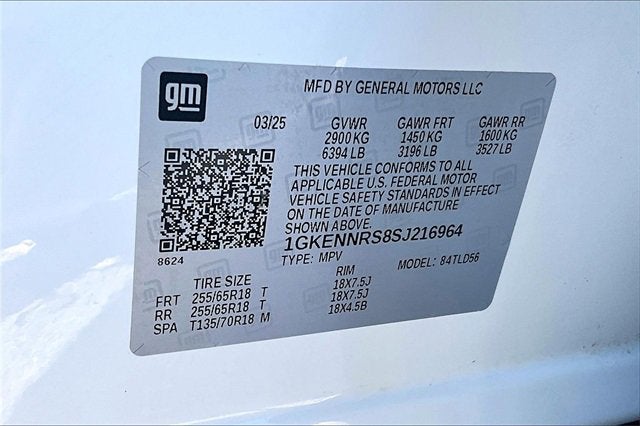 gm
MFD BY GENERAL MOTORS LLC
03/25 GVWR GAWR FRT GAWR RR
2900 KG 1450 KG 1600 KG
6394 LB 3196 LB 3527 LB
THIS VEHICLE CONFORMS TO ALL
APPLICABLE U.S. FEDERAL MOTOR
VEHICLE SAFETY STANDARDS IN EFFECT
ON THE DATE OF MANUFACTURE
SHOWN ABOVE.
1GKENNRS8SJ216964
8624
TYPE: MPV MODEL: 84TLD56
TIRE SIZE RIM
FRT 255/65R18 T 18X7.5J
RR 255/65R18 T 18X7.5J
SPA T135/70R18 M 18X4.5B